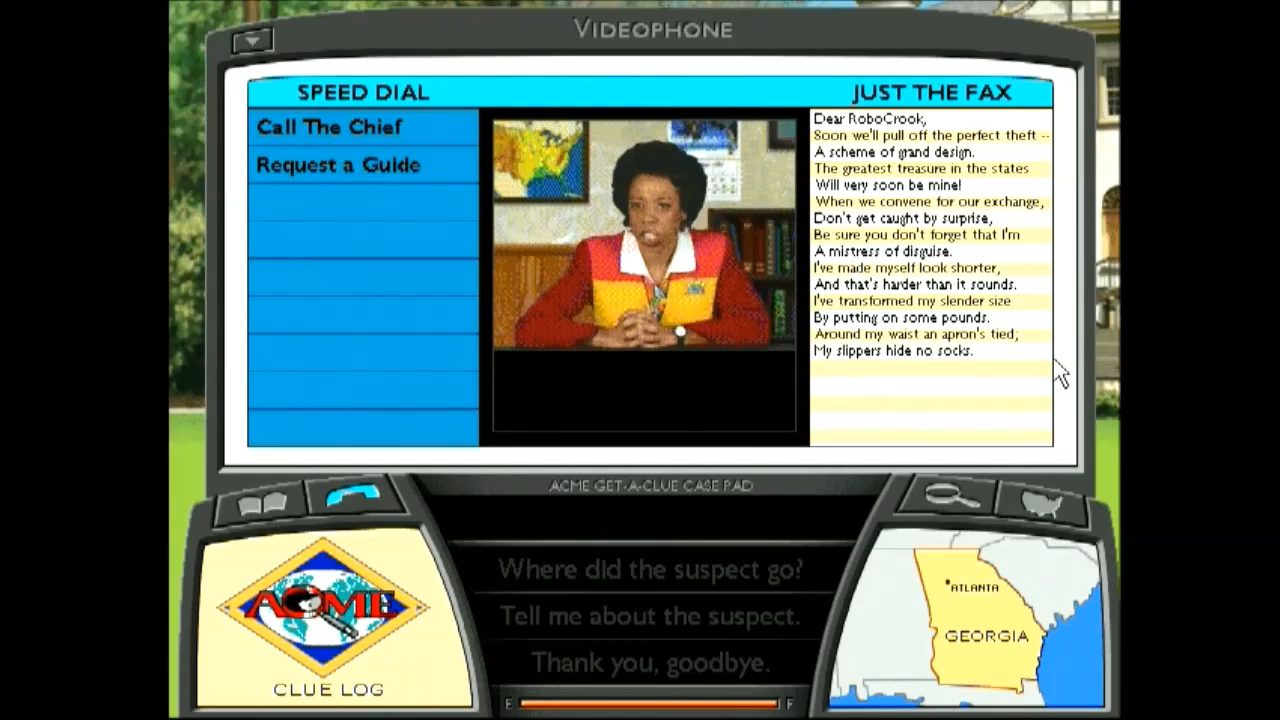 VIDEOPHONE
SPEED DIAL
Call The Chief
Request a Guide
JUST THE FAX
Dear RoboCrook,
Soon we'll pull off the perfect theft --
A scheme of grand design.
The greatest treasure in the states
Will very soon be mine!
When we convene for our exchange,
Don't get caught by surprise,
Be sure you don't forget that I'm
A mistress of disguise.
I've made myself look shorter,
And that's harder than it sounds.
I've transformed my slender size
By putting on some pounds.
Around my waist an apron's tied;
My slippers hide no socks.
ACME GET-A-CLUE CASE PAD
Where did the suspect go?
Tell me about the suspect.
Thank you, goodbye.
E F
ACME
CLUE LOG
ATLANTA
GEORGIA